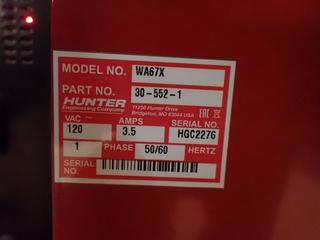 MODEL NO. WA67X
PART NO. 30-552-1
HUNTER
Engineering Company
11250 Hunter Drive
Bridgeton, MO 63044 USA
EAC
VAC ~ AMPS SERIAL NO.
120 3.5 HGC2276
1 PHASE 50/60 HERTZ
SERIAL
NO.